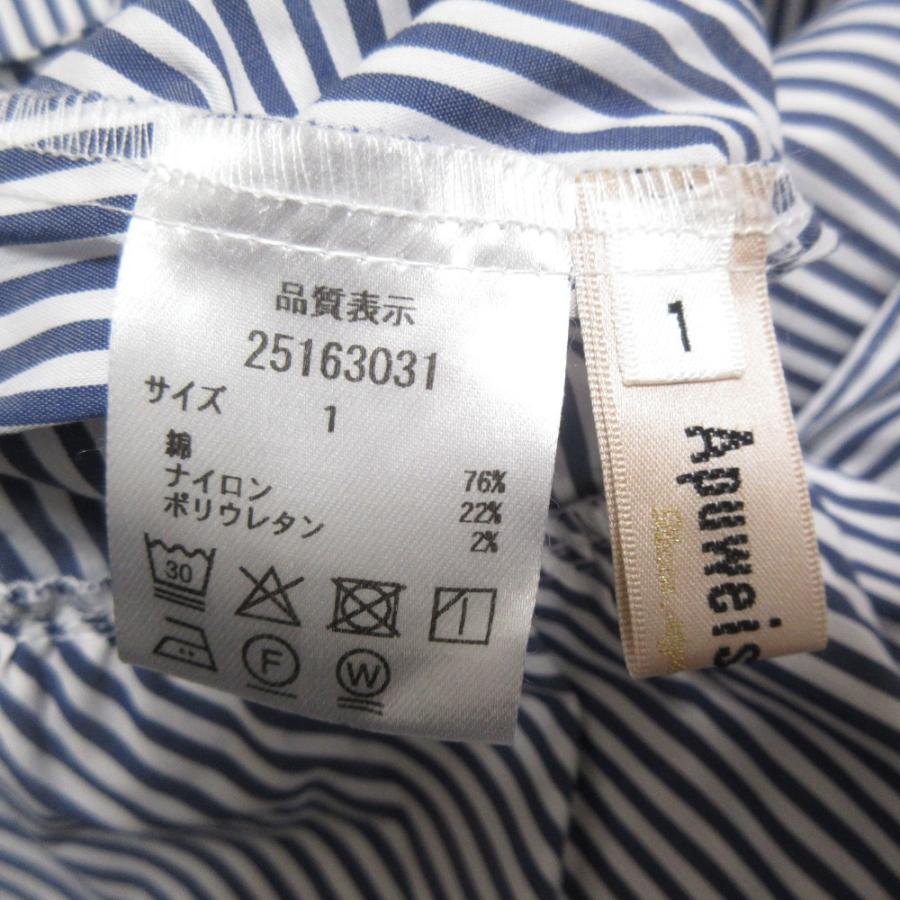 品質表示
25163031
サイズ 1
綿 76%
ナイロン 22%
ポリウレタン 2%
30
F
W
1
Apuweis